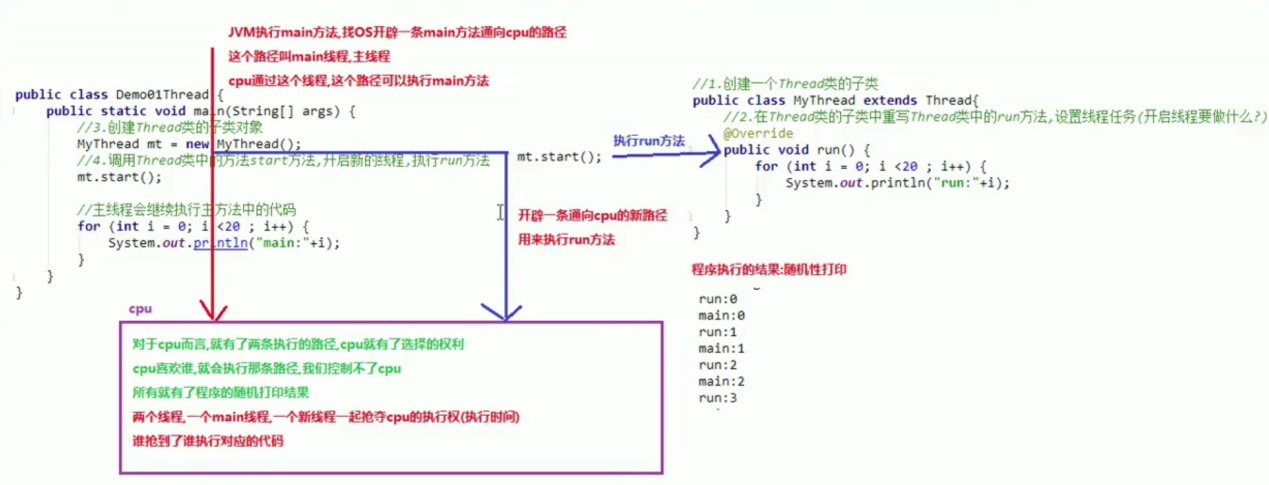 JVM执行main方法,找OS开辟一条main方法通向cpu的路径
这个路径叫main线程,主线程
cpu通过这个线程,这个路径可以执行main方法
public class Demo01Thread {
public static void main(String[] args) {
//3.创建Thread类的子类对象
MyThread mt = new MyThread();
//4.调用Thread类中的方法start方法,开启新的线程,执行run方法
mt.start();
//主线程会继续执行主方法中的代码
for (int i = 0; i <20 ; i++) {
System.out.println("main:"+i);
}
}
}
mt.start();
执行run方法
开辟一条通向cpu的新路径
用来执行run方法
//1.创建一个Thread类的子类
public class MyThread extends Thread{
//2.在Thread类的子类中重写Thread类中的run方法,设置线程任务(开启线程要做什么?)
@Override
public void run() {
for (int i = 0; i <20 ; i++) {
System.out.println("run:"+i);
}
}
}
程序执行的结果:随机性打印
run:0
main:0
run:1
main:1
run:2
main:2
run:3
cpu
对于cpu而言,就有了两条执行的路径,cpu就有了选择的权利
cpu喜欢谁,就会执行那条路径,我们控制不了cpu
所有就有了程序的随机打印结果
两个线程,一个main线程,一个新线程一起抢夺cpu的执行权(执行时间)
谁抢到了谁执行对应的代码